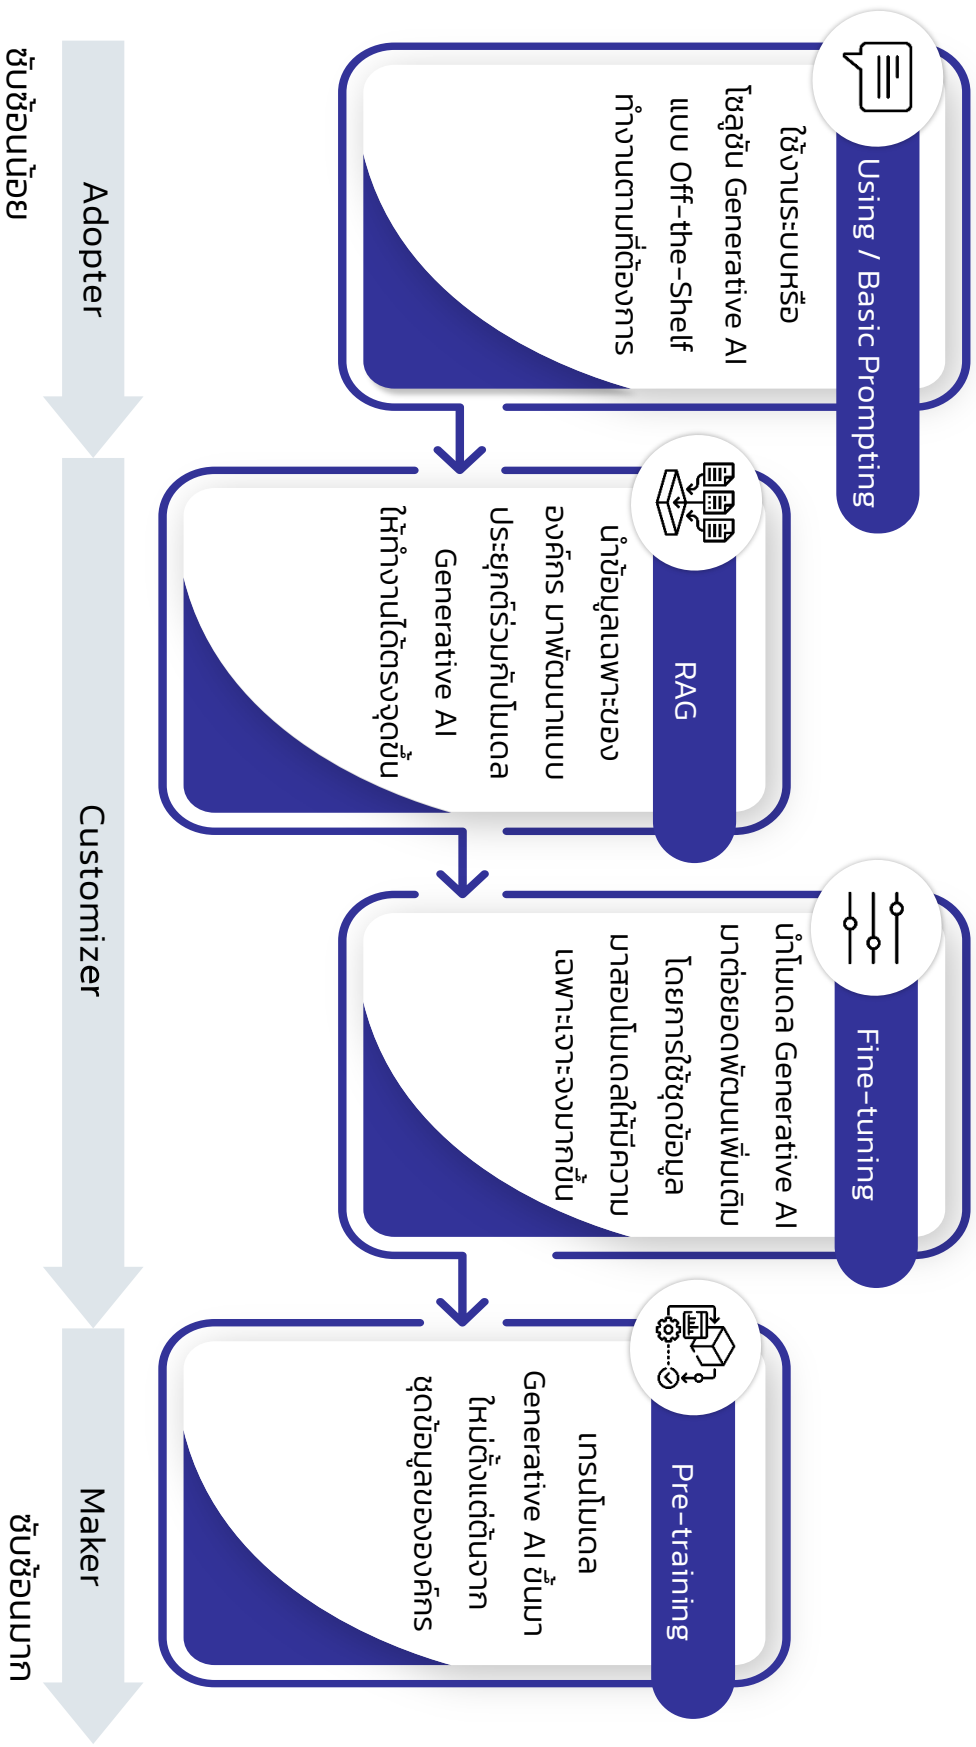 Using / Basic Prompting
ใช้งานระบบหรือ
โซลูชัน Generative AI
แบบ Off-the-Shelf
ทำงานตามที่ต้องการ
RAG
นำข้อมูลเฉพาะของ
องค์กร มาพัฒนาแบบ
ประยุกต์ร่วมกับโมเดล
Generative AI
ให้ทำงานได้ตรงจุดขึ้น
Fine-tuning
นำโมเดล Generative AI
มาต่อยอดพัฒนเพิ่มเติม
โดยการใช้ชุดข้อมูล
มาสอนโมเดลให้มีความ
เฉพาะเจาะจงมากขึ้น
Pre-training
เทรนโมเดล
Generative AI ขึ้นมา
ใหม่ตั้งแต่ต้นจาก
ชุดข้อมูลขององค์กร
Adopter
Customizer
Maker
ซับซ้อนน้อย
ซับซ้อนมาก